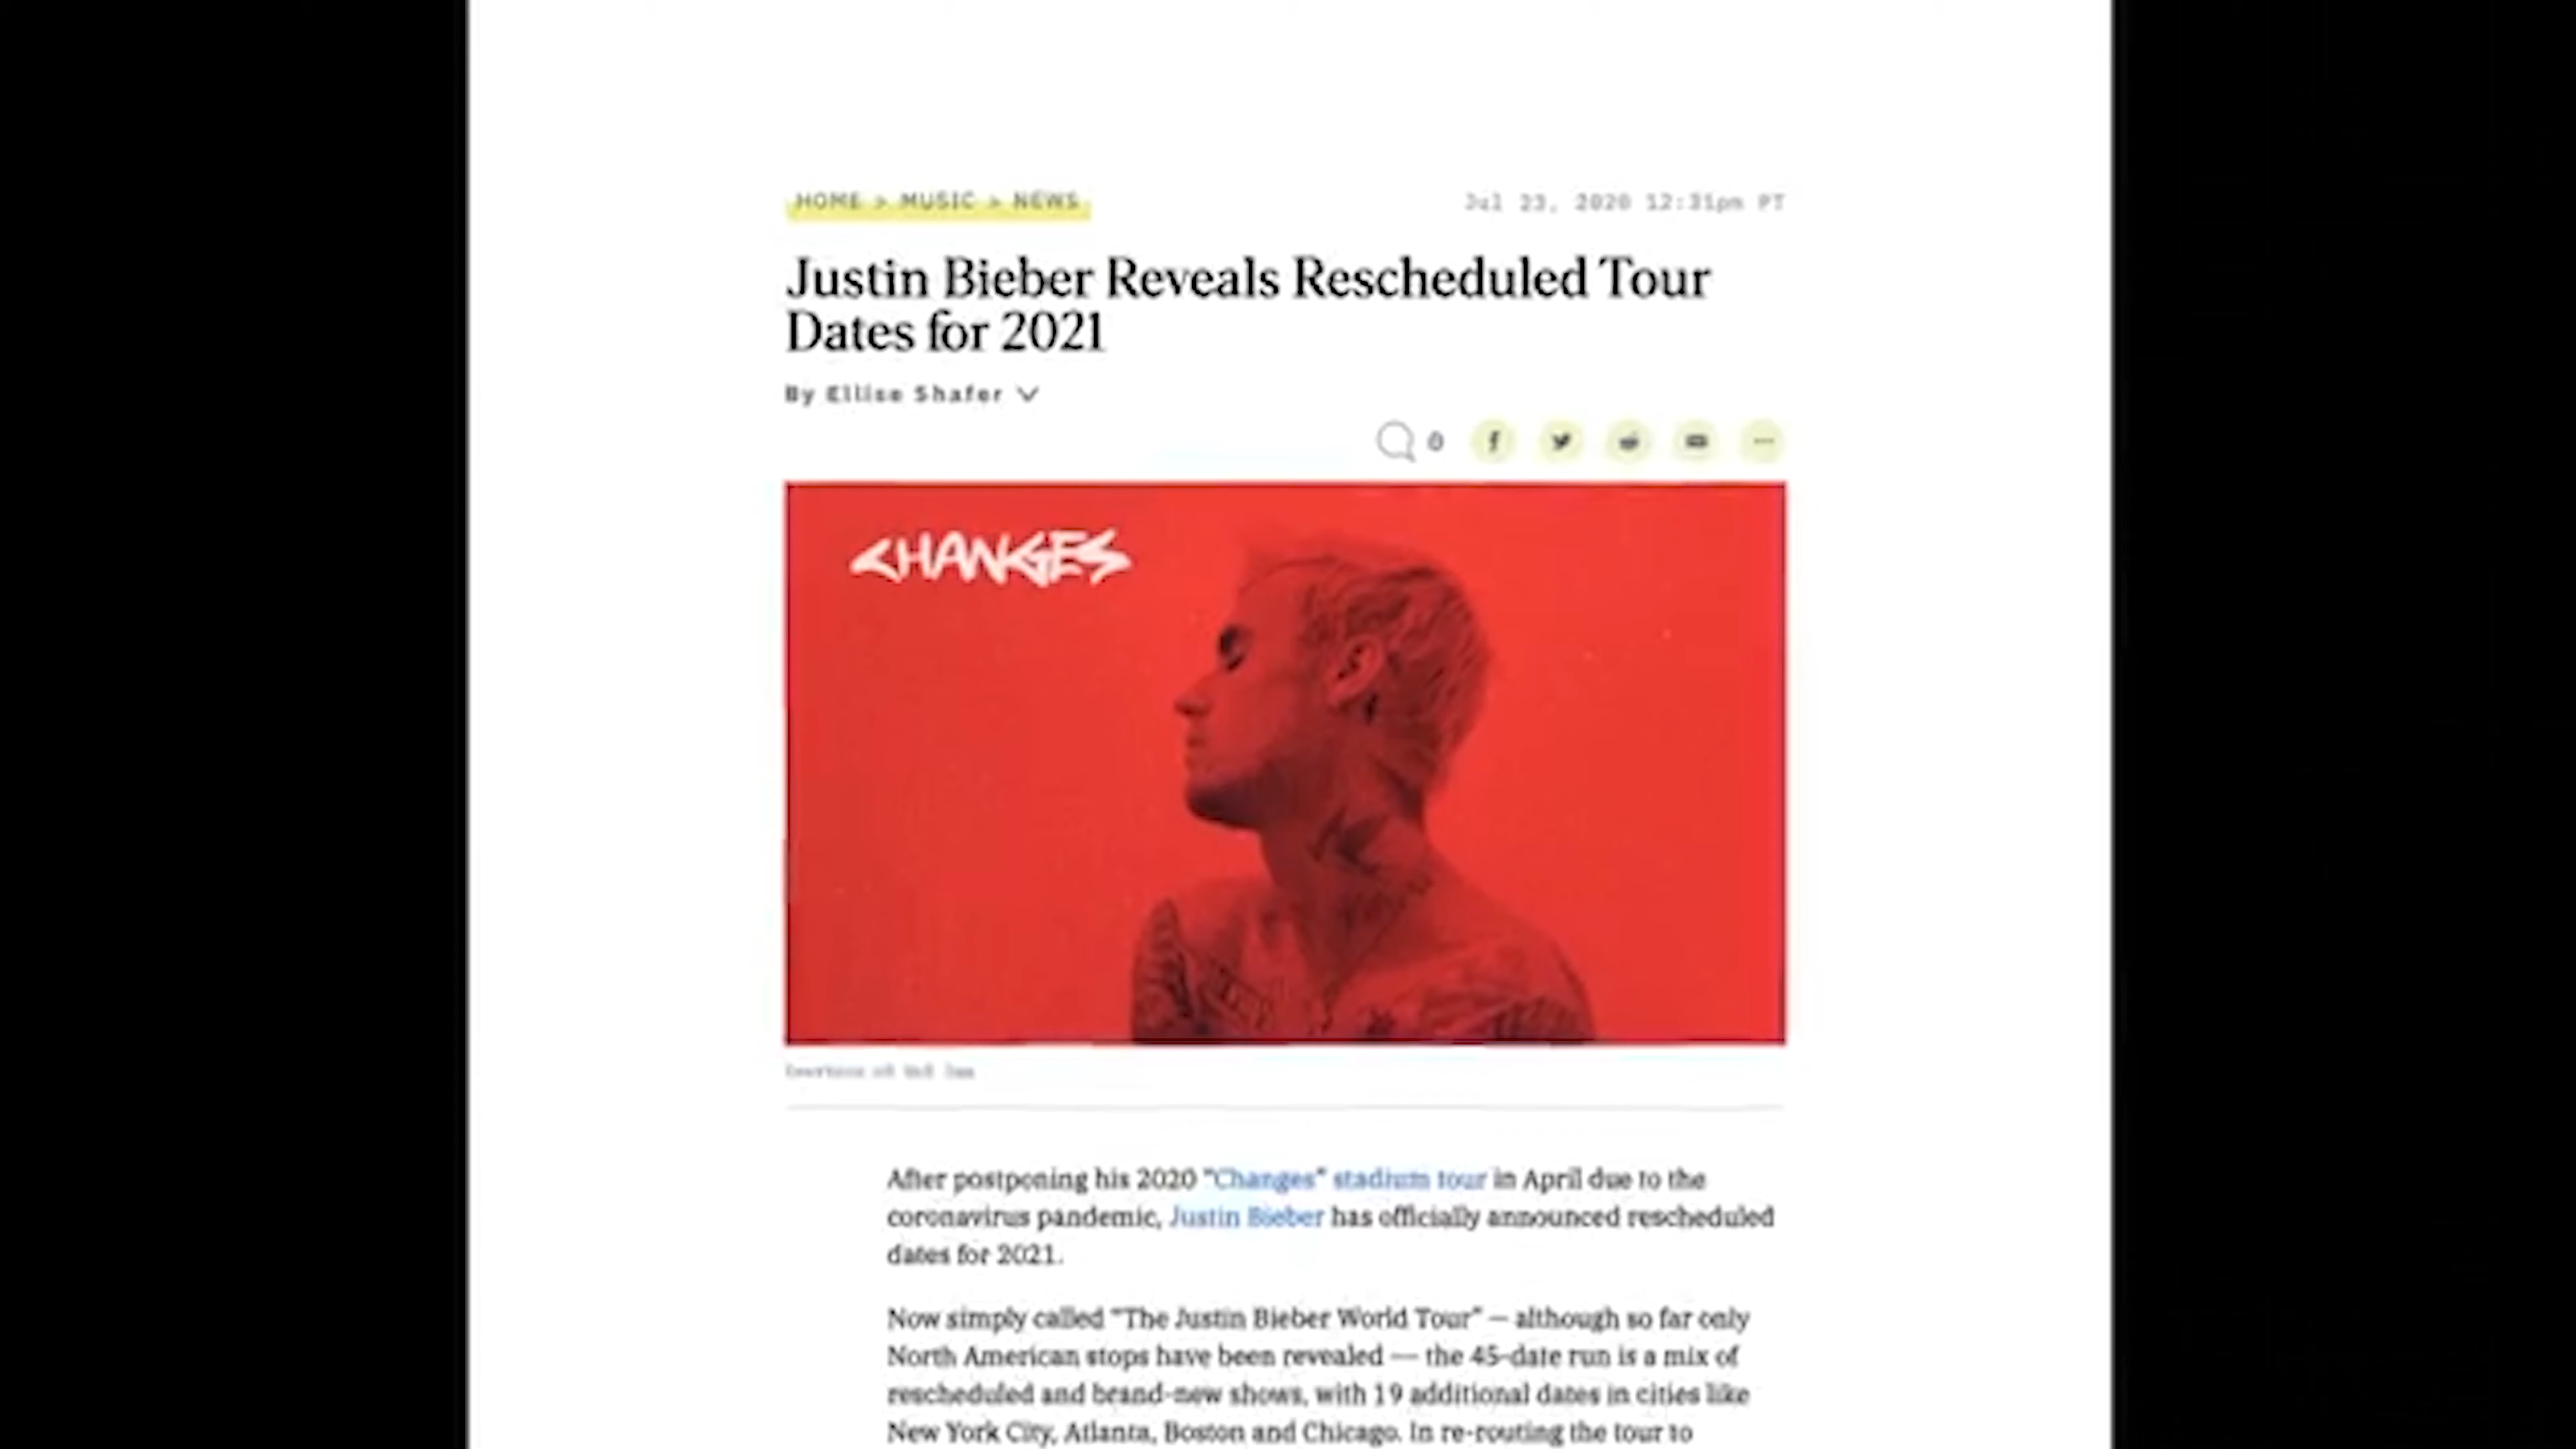 HOME > MUSIC > NEWS
Jul 23, 2020 12:31pm PT
Justin Bieber Reveals Rescheduled Tour
Dates for 2021
By Ellise Shafer
0
CHANGES
Courtesy of Def Jam
After postponing his 2020 "Changes" stadium tour in April due to the
coronavirus pandemic, Justin Bieber has officially announced rescheduled
dates for 2021.
Now simply called "The Justin Bieber World Tour" — although so far only
North American stops have been revealed — the 45-date run is a mix of
rescheduled and brand-new shows, with 19 additional dates in cities like
New York City, Atlanta, Boston and Chicago. In re-routing the tour to